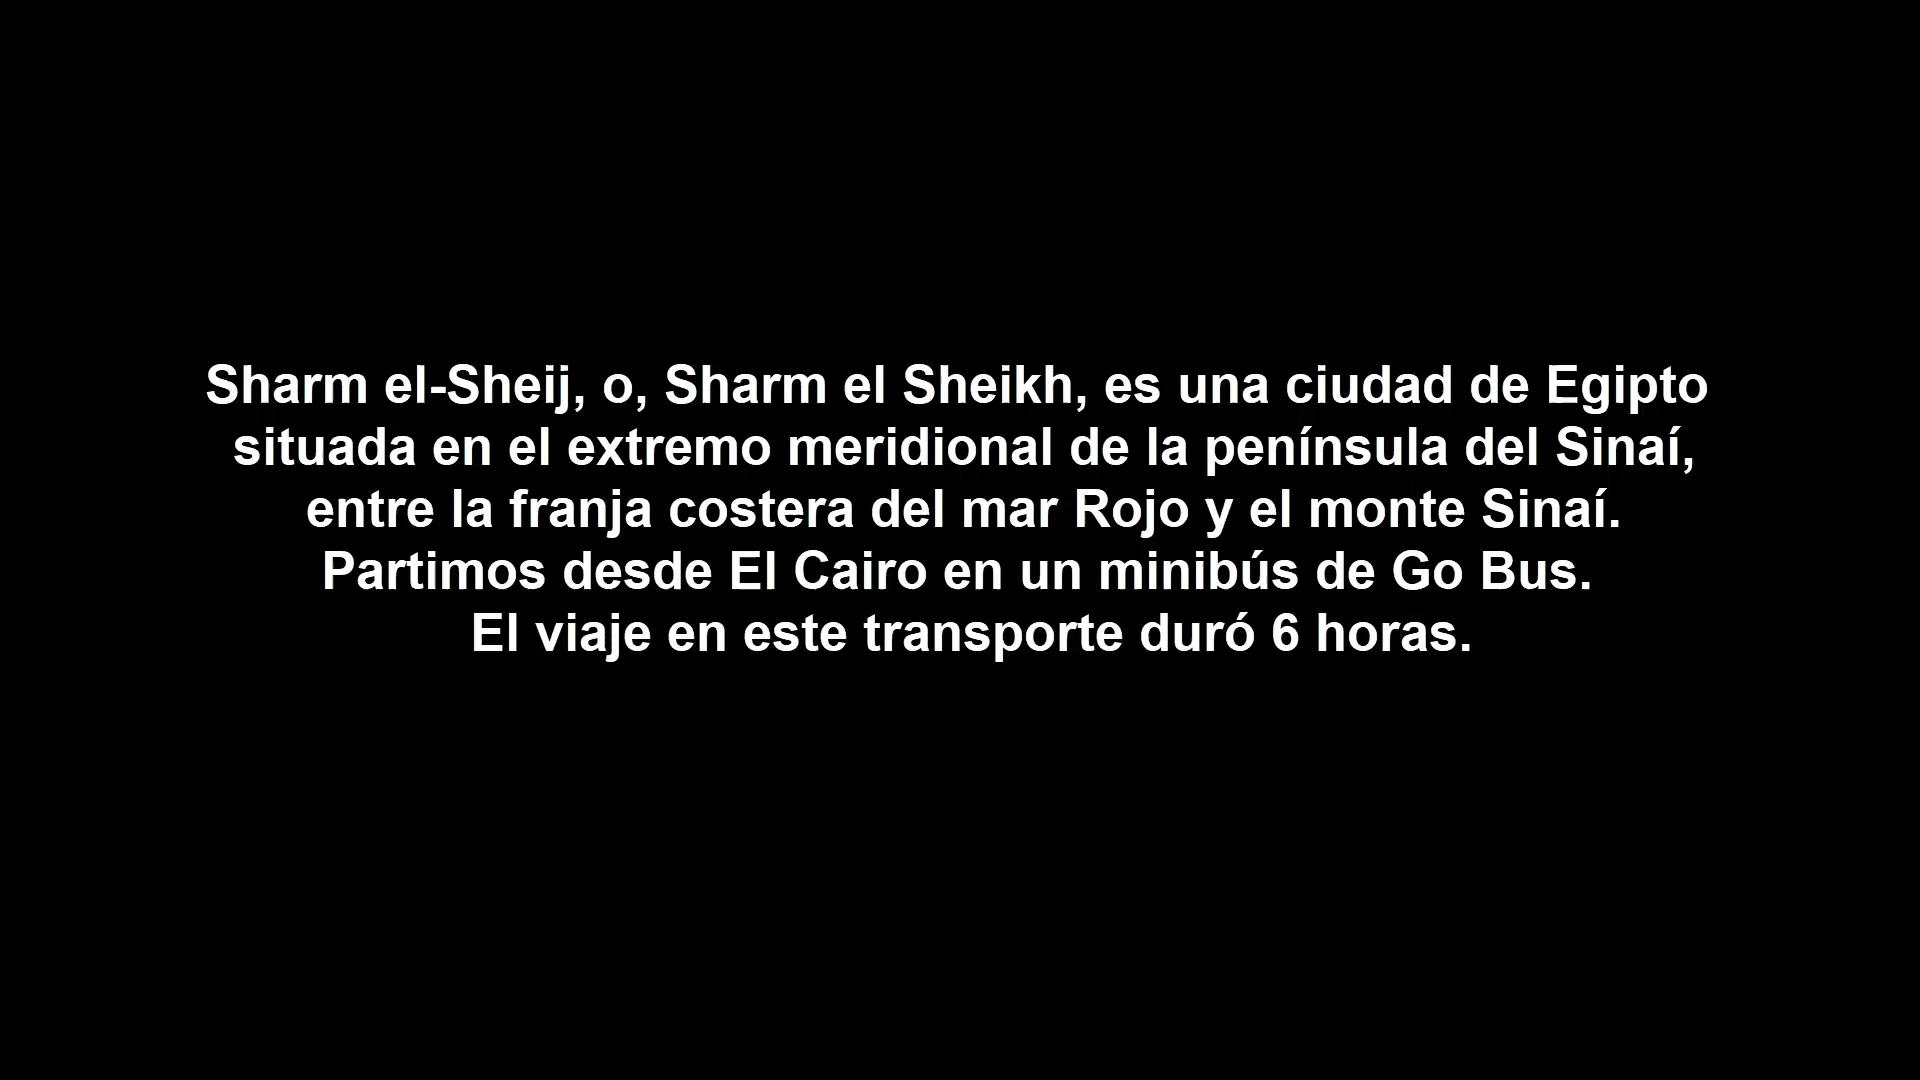 Sharm el-Sheij, o, Sharm el Sheikh, es una ciudad de Egipto
situada en el extremo meridional de la península del Sinaí,
entre la franja costera del mar Rojo y el monte Sinaí.
Partimos desde El Cairo en un minibús de Go Bus.
El viaje en este transporte duró 6 horas.